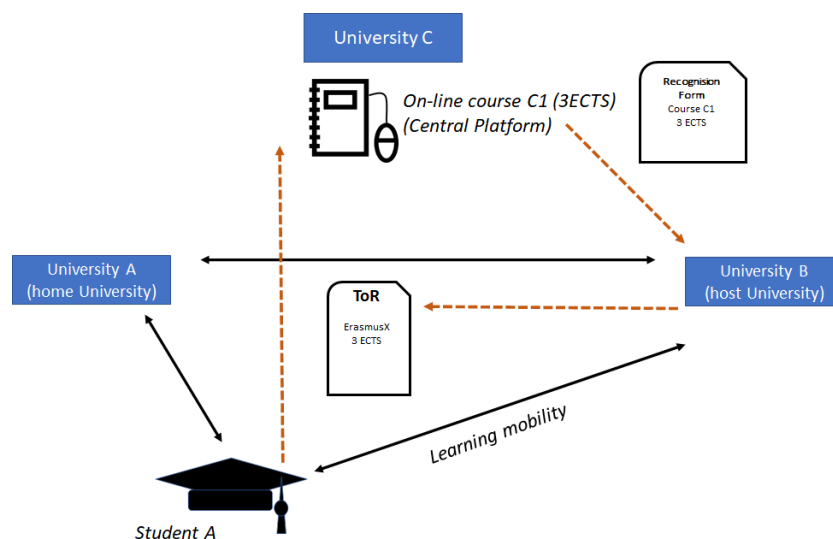 University C
On-line course C1 (3ECTS)
(Central Platform)
Recognision
Form
Course C1
3 ECTS
University A
(home University)
University B
(host University)
ToR
ErasmusX
3 ECTS
Learning mobility
Student A